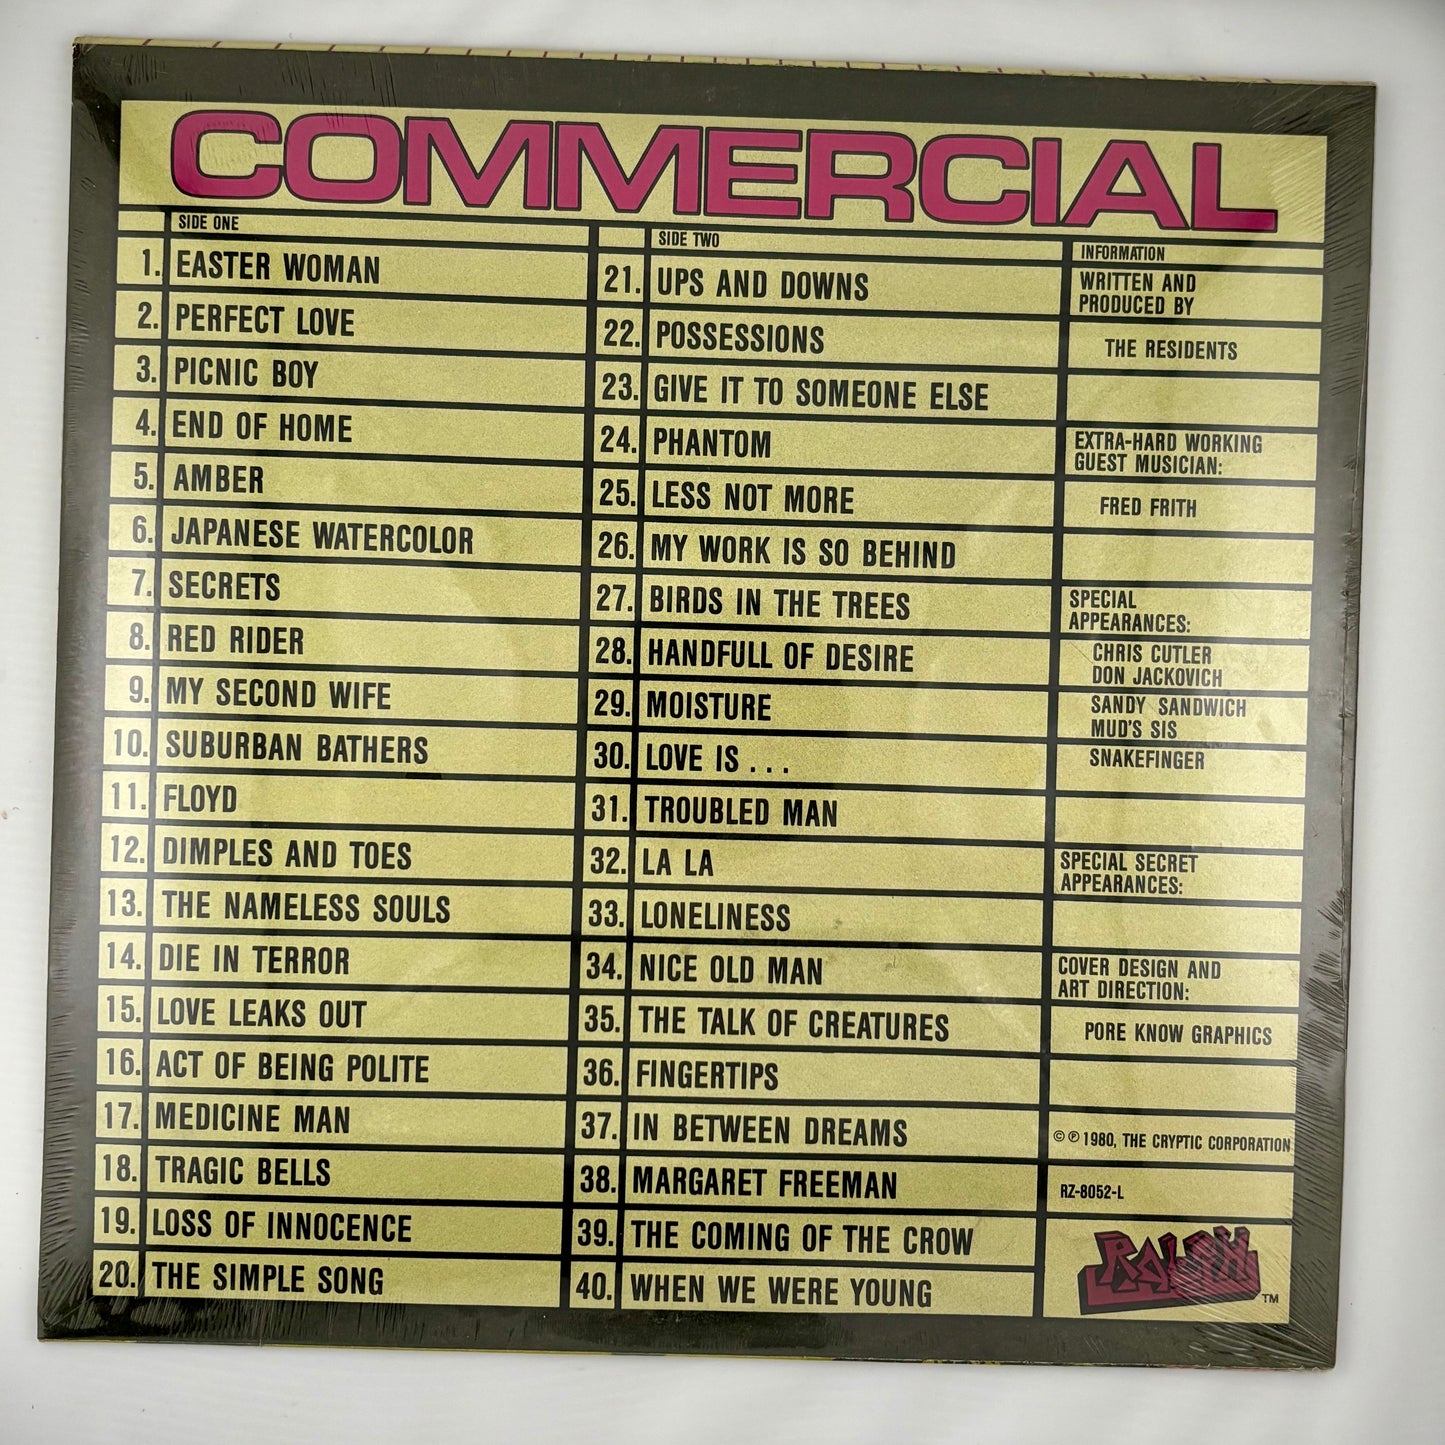 COMMERCIAL
SIDE ONE
1. EASTER WOMAN
2. PERFECT LOVE
3. PICNIC BOY
4. END OF HOME
5. AMBER
6. JAPANESE WATERCOLOR
7. SECRETS
8. RED RIDER
9. MY SECOND WIFE
10. SUBURBAN BATHERS
11. FLOYD
12. DIMPLES AND TOES
13. THE NAMELESS SOULS
14. DIE IN TERROR
15. LOVE LEAKS OUT
16. ACT OF BEING POLITE
17. MEDICINE MAN
18. TRAGIC BELLS
19. LOSS OF INNOCENCE
20. THE SIMPLE SONG
SIDE TWO
21. UPS AND DOWNS
22. POSSESSIONS
23. GIVE IT TO SOMEONE ELSE
24. PHANTOM
25. LESS NOT MORE
26. MY WORK IS SO BEHIND
27. BIRDS IN THE TREES
28. HANDFULL OF DESIRE
29. MOISTURE
30. LOVE IS . . .
31. TROUBLED MAN
32. LA LA
33. LONELINESS
34. NICE OLD MAN
35. THE TALK OF CREATURES
36. FINGERTIPS
37. IN BETWEEN DREAMS
38. MARGARET FREEMAN
39. THE COMING OF THE CROW
40. WHEN WE WERE YOUNG
INFORMATION
WRITTEN AND
PRODUCED BY
THE RESIDENTS
EXTRA-HARD WORKING
GUEST MUSICIAN:
FRED FRITH
SPECIAL
APPEARANCES:
CHRIS CUTLER
DON JACKOVICH
SANDY SANDWICH
MUD'S SIS
SNAKEFINGER
SPECIAL SECRET
APPEARANCES:
COVER DESIGN AND
ART DIRECTION:
PORE KNOW GRAPHICS
© ℗ 1980, THE CRYPTIC CORPORATION
RZ-8052-L
RALPH TM